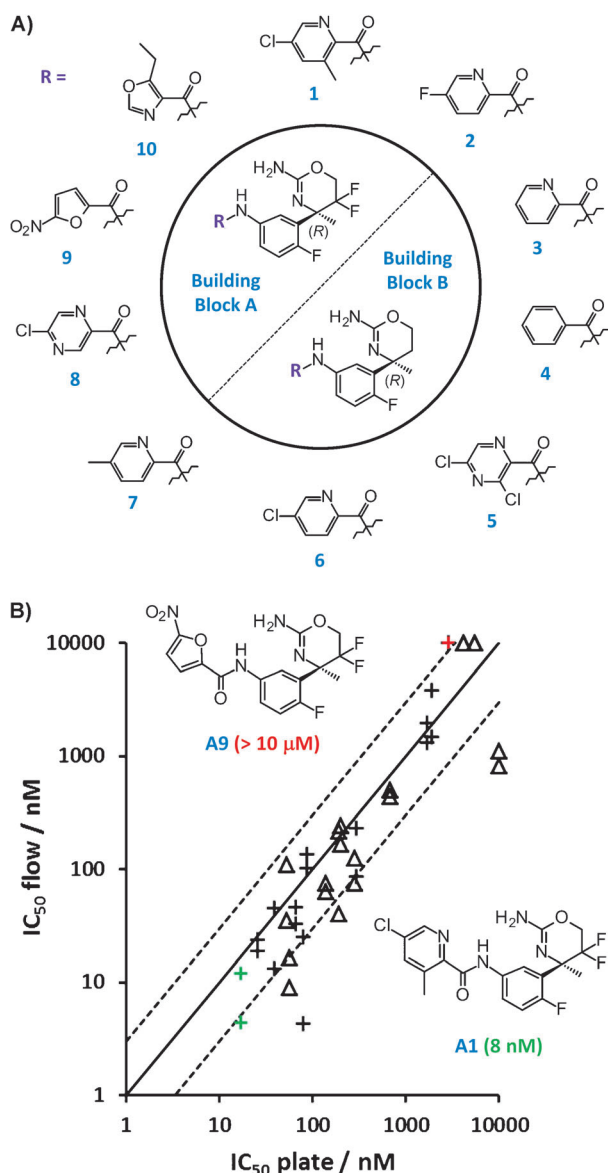 A)
R =
Cl
N
O
1
F
N
O
2
N
O
3
O
4
Cl
N
N
Cl
O
5
Cl
N
O
6
N
O
7
Cl
N
N
O
8
O2N
O
O
9
O
N
O
10
H2N
O
N
F
F
H
N
R
(R)
F
Building
Block A
Building
Block B
H2N
O
N
H
N
R
(R)
F
B)
IC50 flow / nM
10000
1000
100
10
1
1
10
100
1000
10000
IC50 plate / nM
O2N
O
O
H
N
H2N
O
N
F
F
F
A9 (> 10 µM)
Cl
N
O
H
N
H2N
O
N
F
F
F
A1 (8 nM)